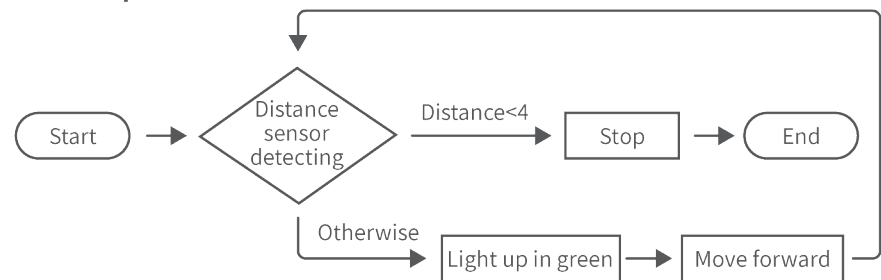 Start
Distance
sensor
detecting
Distance<4
Stop
End
Otherwise
Light up in green
Move forward